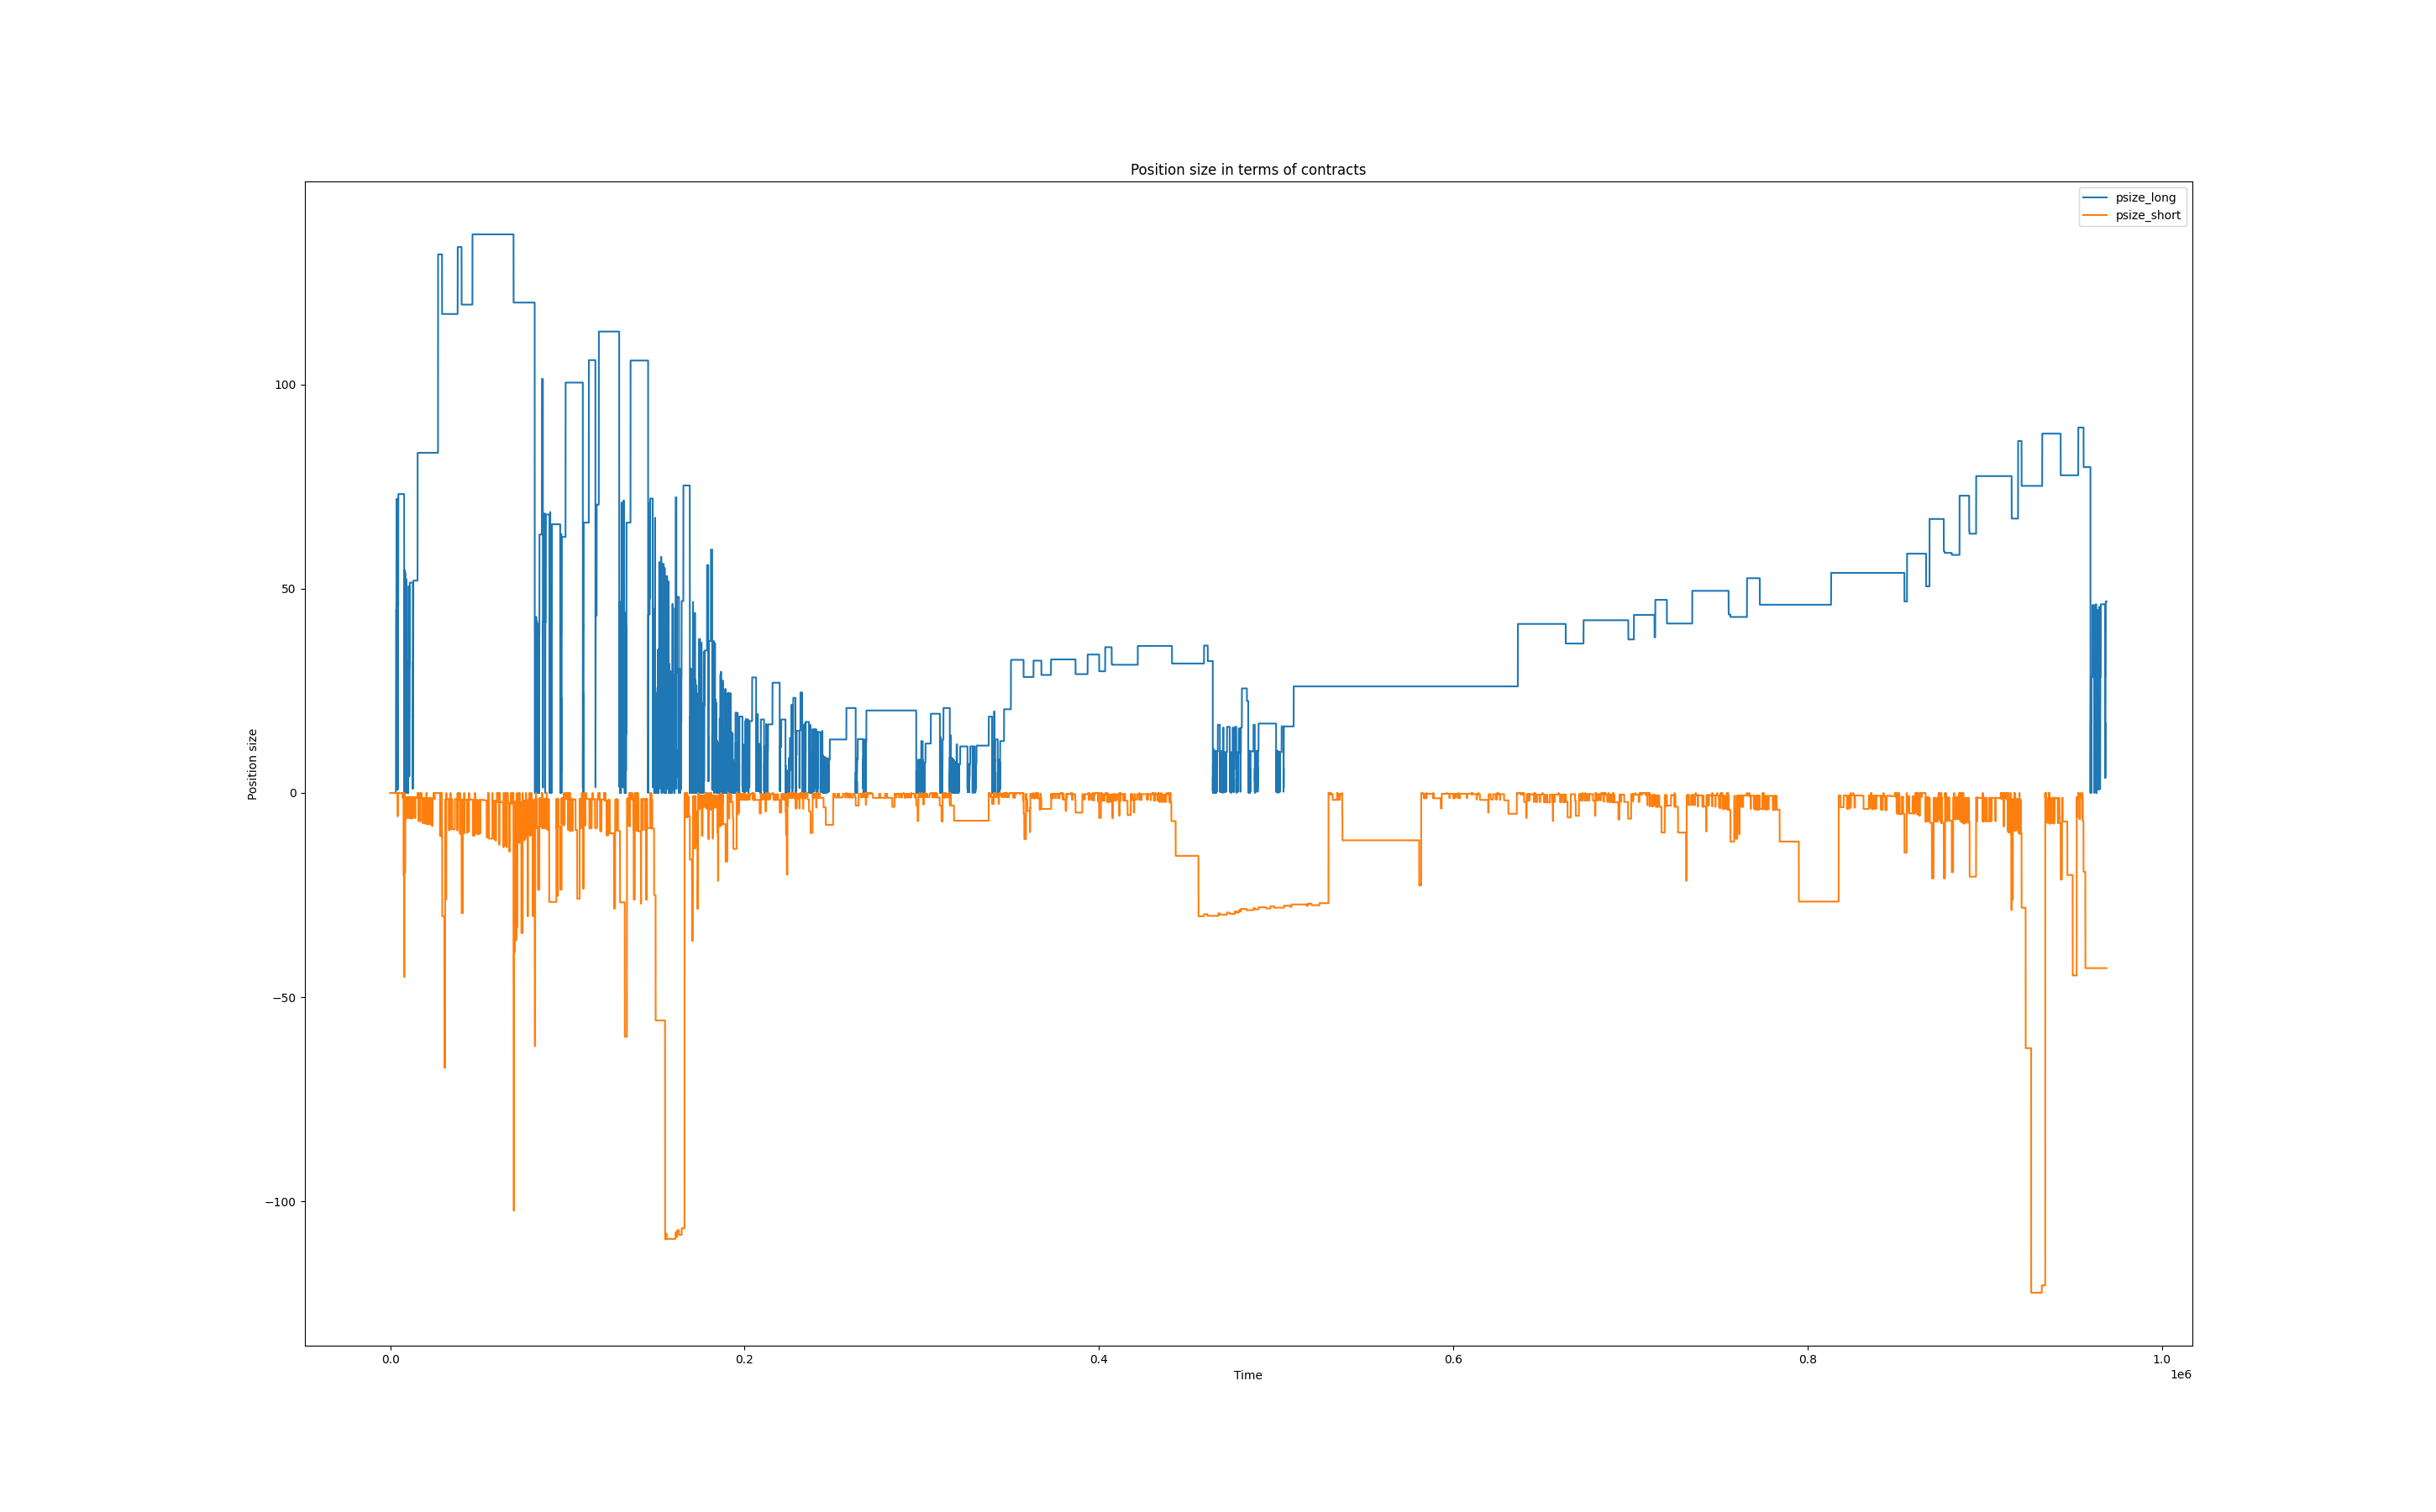 Position size in terms of contracts
psize_long
psize_short
Position size
100
50
0
−50
−100
0.0
0.2
0.4
0.6
0.8
1.0
1e6
Time